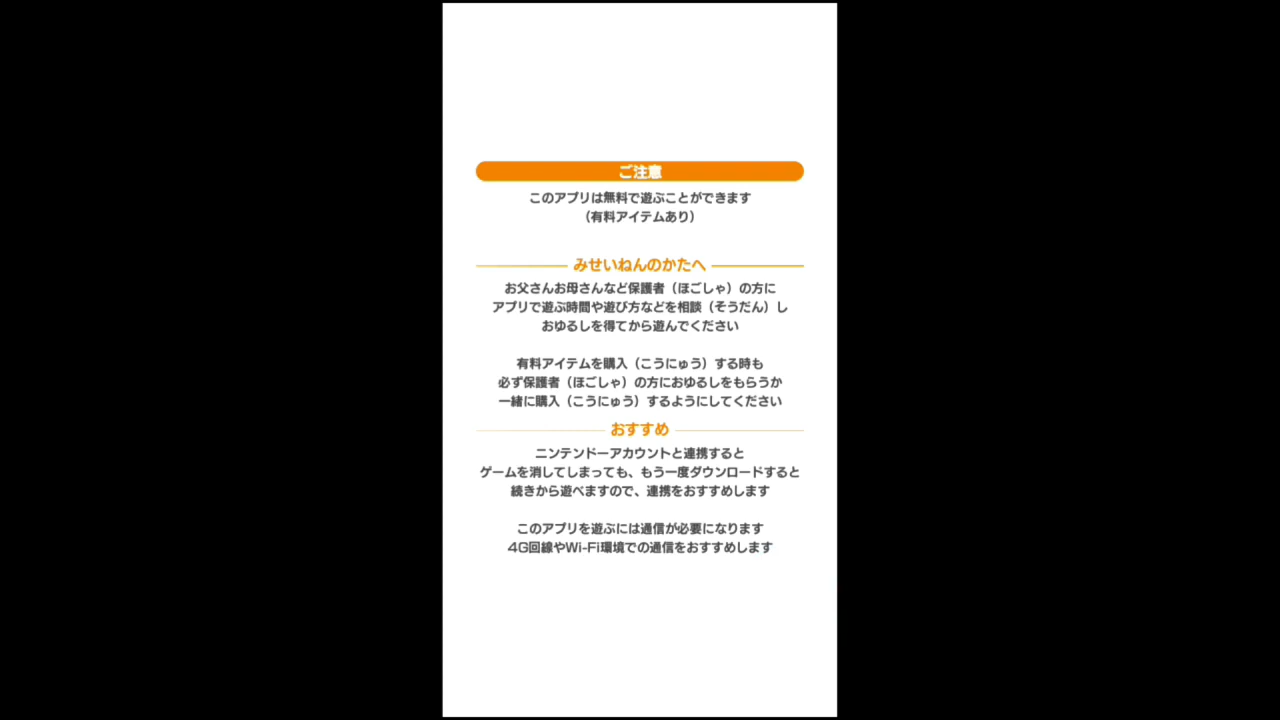 ご注意
このアプリは無料で遊ぶことができます
（有料アイテムあり）
みせいねんのかたへ
お父さんお母さんなど保護者（ほごしゃ）の方に
アプリで遊ぶ時間や遊び方などを相談（そうだん）し
おゆるしを得てから遊んでください
有料アイテムを購入（こうにゅう）する時も
必ず保護者（ほごしゃ）の方におゆるしをもらうか
一緒に購入（こうにゅう）するようにしてください
おすすめ
ニンテンドーアカウントと連携すると
ゲームを消してしまっても、もう一度ダウンロードすると
続きから遊べますので、連携をおすすめします
このアプリを遊ぶには通信が必要になります
4G回線やWi-Fi環境での通信をおすすめします